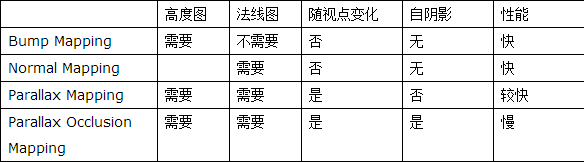 高度图 法线图 随视点变化 自阴影 性能
Bump Mapping 需要 不需要 否 无 快
Normal Mapping 需要 否 无 快
Parallax Mapping 需要 需要 是 否 较快
Parallax Occlusion 需要 需要 是 是 慢
Mapping